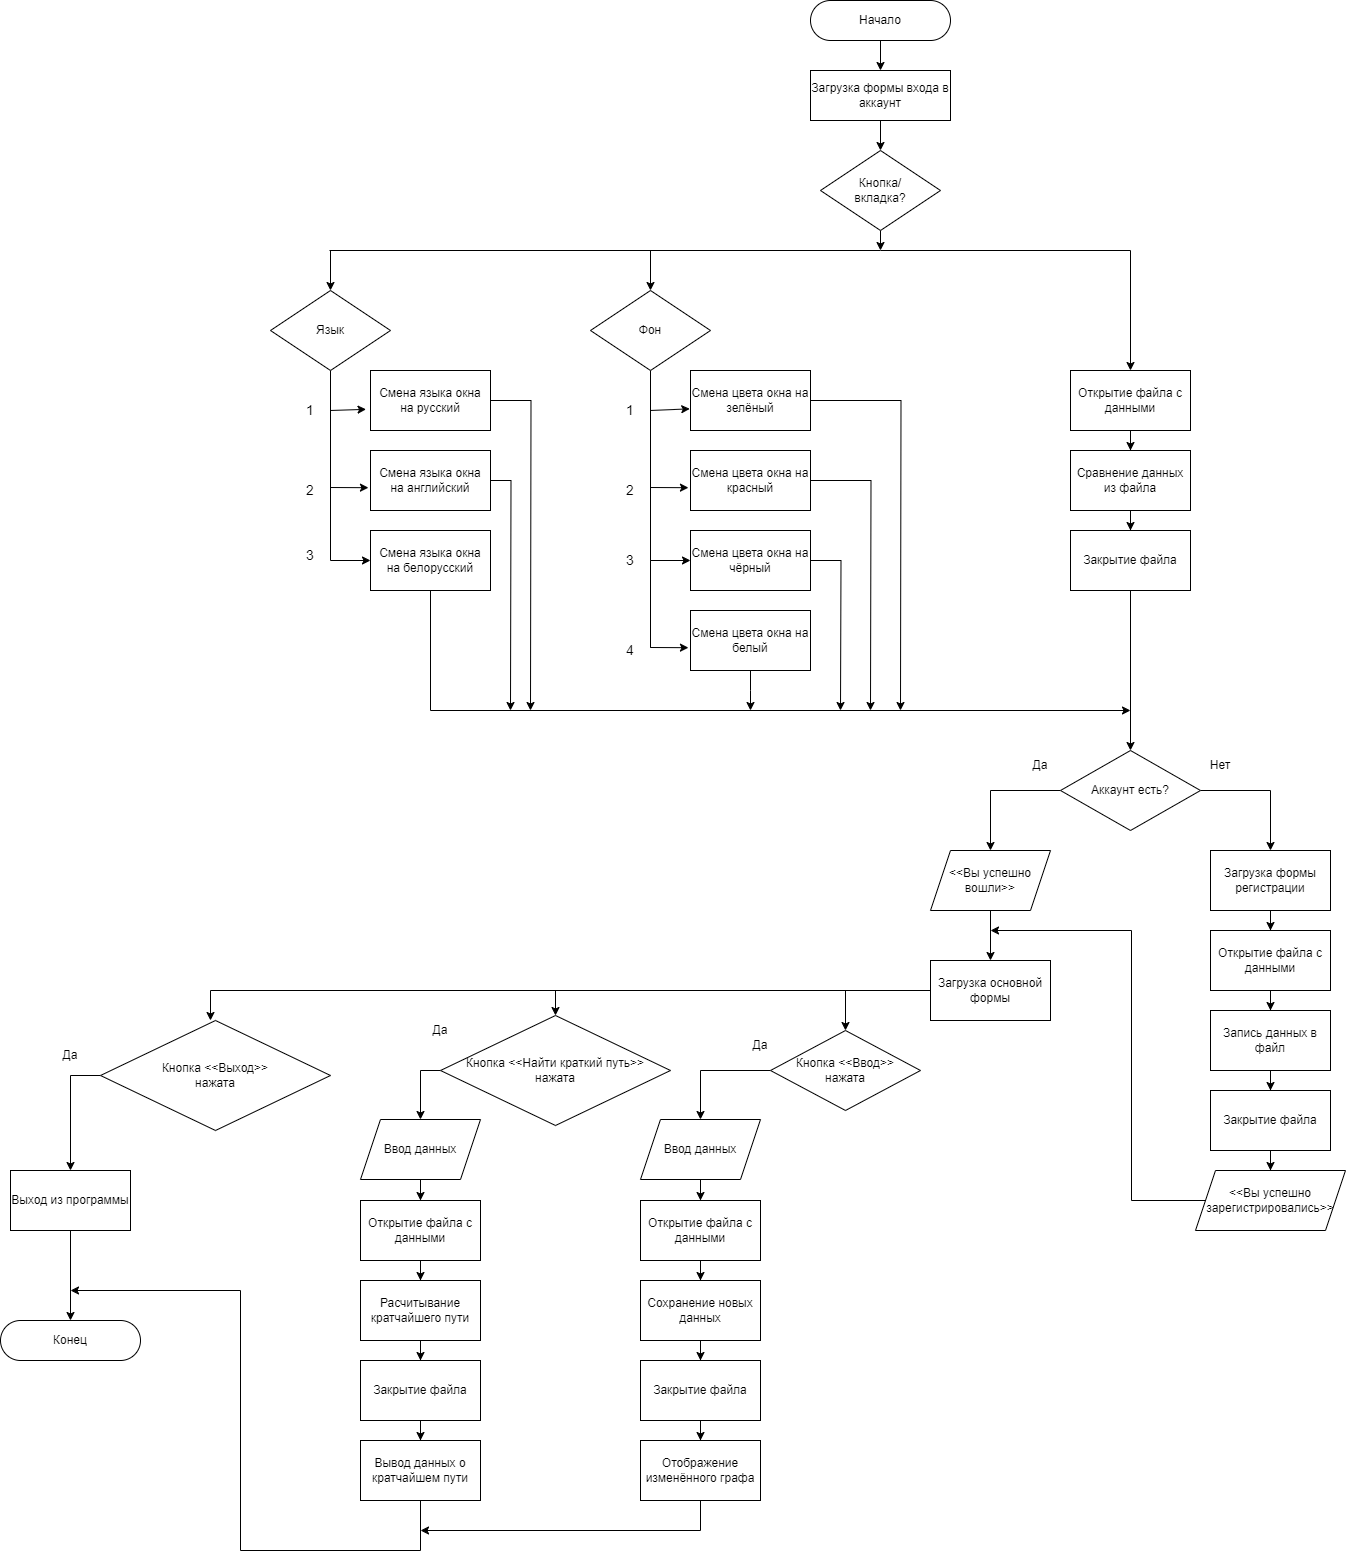 Начало
Загрузка формы входа в
аккаунт
Кнопка/
вкладка?
Язык
Фон
1
Смена языка окна
на русский
2
Смена языка окна
на английский
3
Смена языка окна
на белорусский
1
Смена цвета окна на
зелёный
2
Смена цвета окна на
красный
3
Смена цвета окна на
чёрный
4
Смена цвета окна на
белый
Открытие файла с
данными
Сравнение данных
из файла
Закрытие файла
Да
Аккаунт есть?
Нет
<<Вы успешно
вошли>>
Загрузка формы
регистрации
Открытие файла с
данными
Запись данных в
файл
Закрытие файла
<<Вы успешно
зарегистрировались>>
Загрузка основной
формы
Да
Кнопка <<Выход>>
нажата
Да
Кнопка <<Найти краткий путь>>
нажата
Да
Кнопка <<Ввод>>
нажата
Выход из программы
Конец
Ввод данных
Открытие файла с
данными
Расчитывание
кратчайшего пути
Закрытие файла
Вывод данных о
кратчайшем пути
Ввод данных
Открытие файла с
данными
Сохранение новых
данных
Закрытие файла
Отображение
изменённого графа